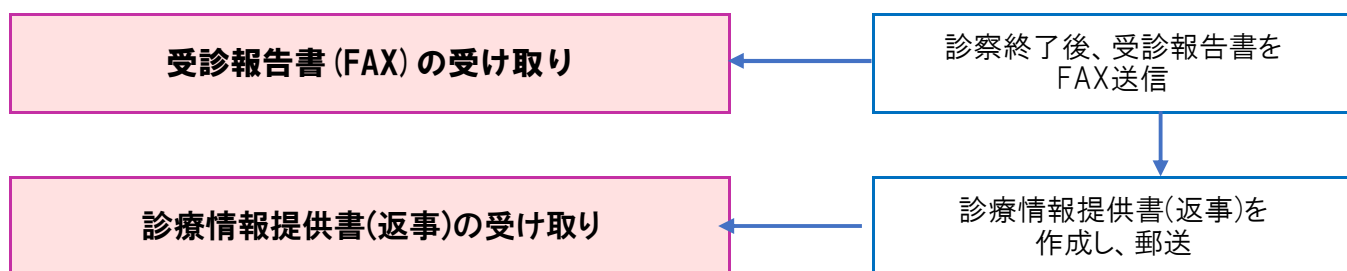 受診報告書(FAX)の受け取り
診察終了後、受診報告書を
FAX送信
診療情報提供書(返事)の受け取り
診療情報提供書(返事)を
作成し、郵送